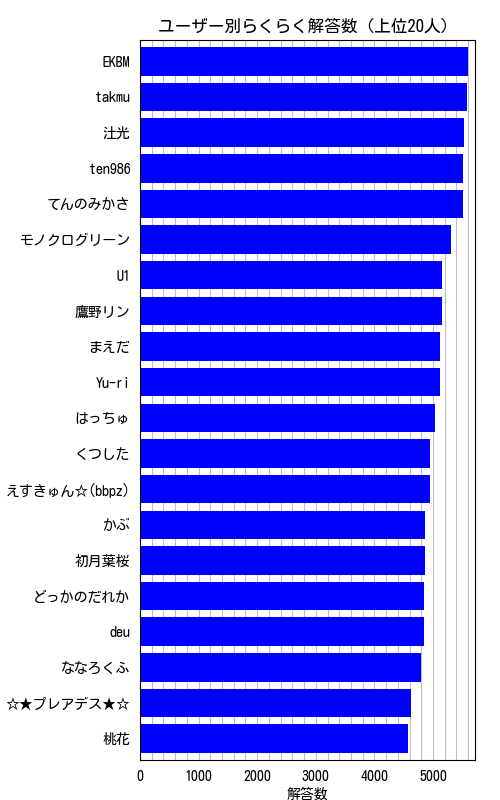 ユーザー別らくらく解答数（上位20人）
EKBM
takmu
辻光
ten986
てんのみかさ
モノクログリーン
U1
鷹野リン
まえだ
Yu-ri
はっちゅ
くつした
えすきゅん☆(bbpz)
かぶ
初月葉桜
どっかのだれか
deu
ななろくふ
☆★プレアデス★☆
桃花
0 1000 2000 3000 4000 5000
解答数